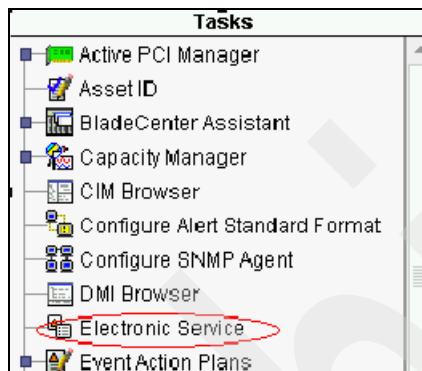 Tasks
Active PCI Manager
Asset ID
BladeCenter Assistant
Capacity Manager
CIM Browser
Configure Alert Standard Format
Configure SNMP Agent
DMI Browser
Electronic Service
Event Action Plans